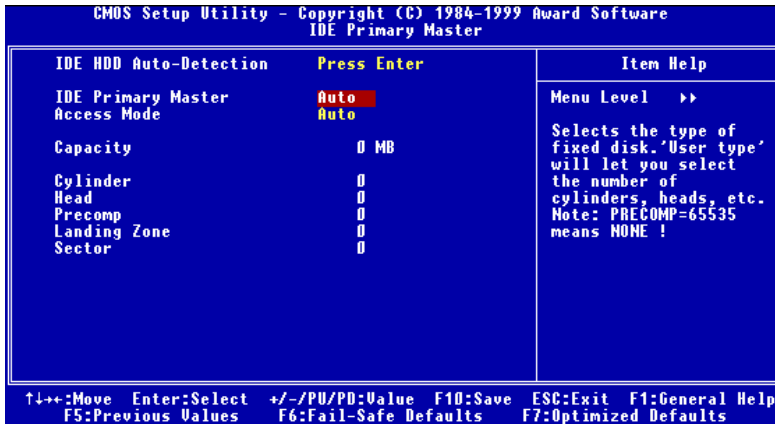 CMOS Setup Utility - Copyright (C) 1984-1999 Award Software
IDE Primary Master
IDE HDD Auto-Detection Press Enter
IDE Primary Master Auto
Access Mode Auto
Capacity 0 MB
Cylinder 0
Head 0
Precomp 0
Landing Zone 0
Sector 0
Item Help
Menu Level ▸▸
Selects the type of
fixed disk.'User type'
will let you select
the number of
cylinders, heads, etc.
Note: PRECOMP=65535
means NONE !
↑↓→←:Move Enter:Select +/-/PU/PD:Value F10:Save ESC:Exit F1:General Help
F5:Previous Values F6:Fail-Safe Defaults F7:Optimized Defaults